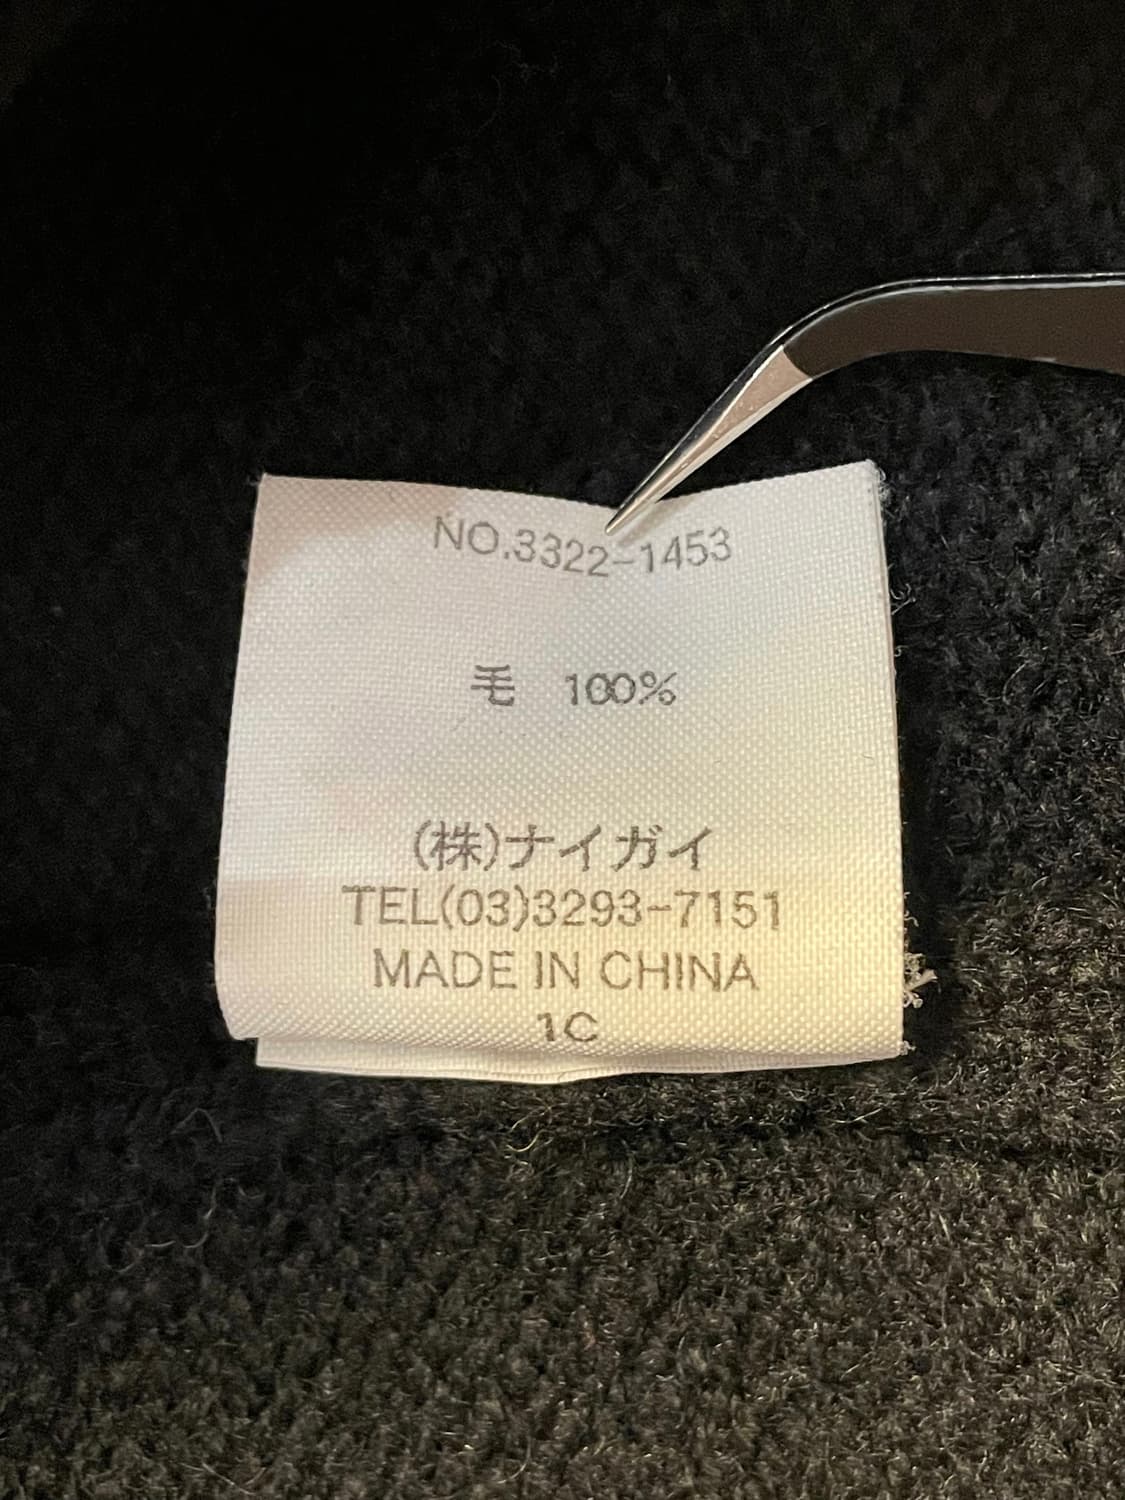 NO.3322-1453
毛 100%
(株)ナイガイ
TEL(03)3293-7151
MADE IN CHINA
1C